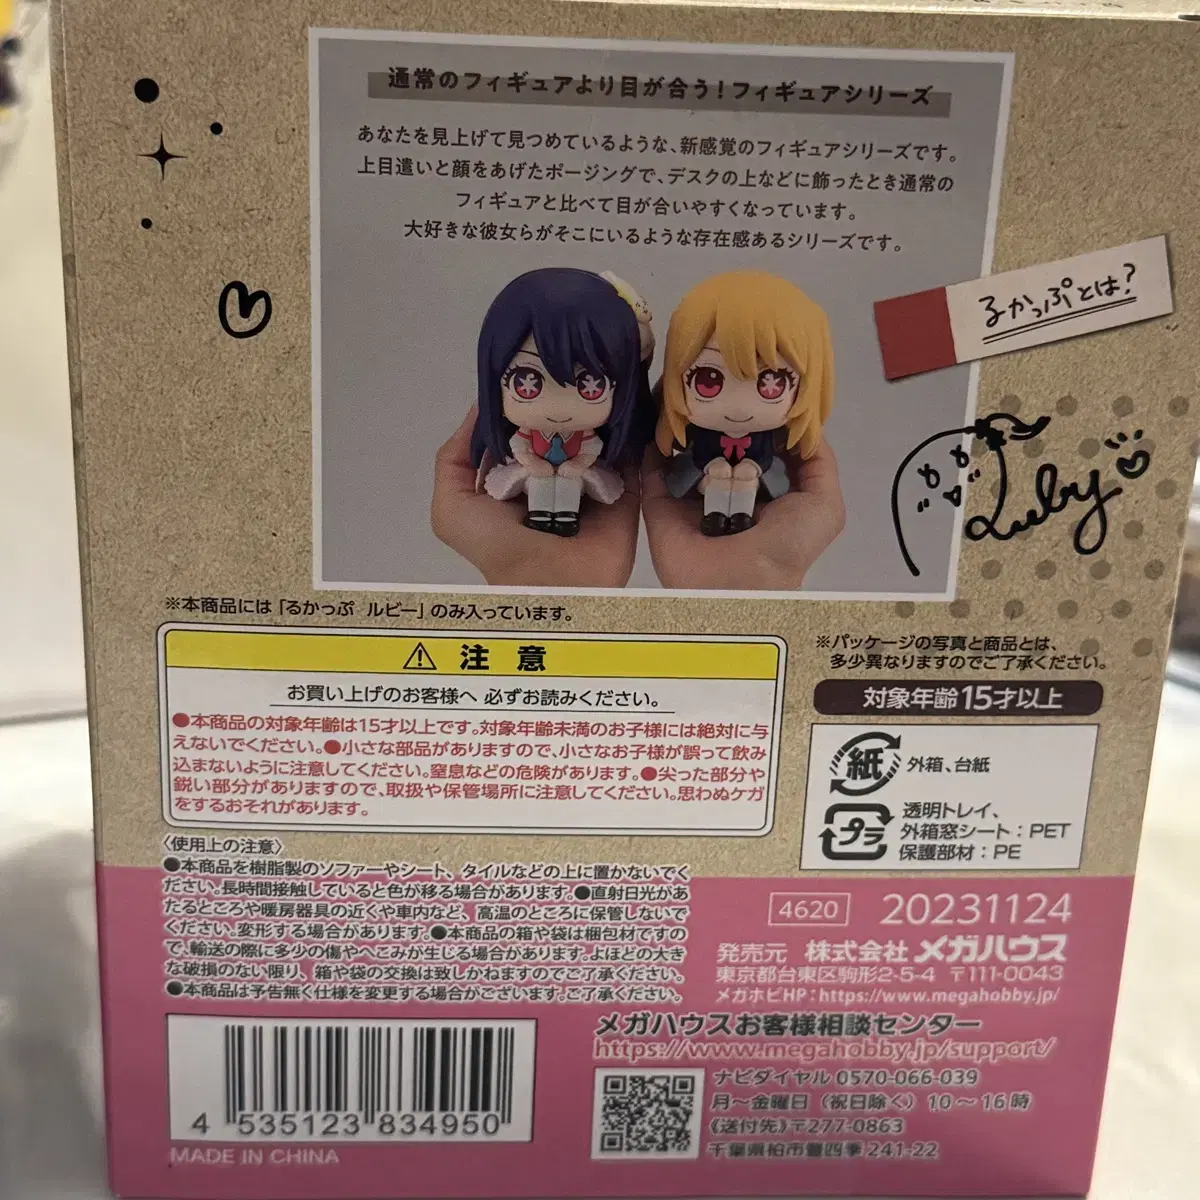 通常のフィギュアより目が合う!フィギュアシリーズ
あなたを見上げて見つめているような、新感覚のフィギュアシリーズです。
上目遣いと顔をあげたポージングで、デスクの上などに飾ったとき通常の
フィギュアと比べて目が合いやすくなっています。
大好きな彼女らがそこにいるような存在感あるシリーズです。
るかっぷとは?
Ruby
※本商品には「るかっぷ ルビー」のみ入っています。
⚠ 注意
お買い上げのお客様へ 必ずお読みください。
●本商品の対象年齢は15才以上です。対象年齢未満のお子様には絶対に与
えないでください。●小さな部品がありますので、小さなお子様が誤って飲み
込まないように注意してください。窒息などの危険があります。●尖った部分や
鋭い部分がありますので、取扱や保管場所に注意してください。思わぬケガ
をするおそれがあります。
〈使用上の注意〉
●本商品を樹脂製のソファーやシート、タイルなどの上に置かないでく
ださい。長時間接触していると色が移る場合があります。●直射日光があ
たるところや暖房器具の近くや車内など、高温のところに保管しないで
ください。変形する場合があります。●本商品の箱や袋は梱包材ですの
で、輸送の際に多少の傷やへこみが生じる場合があります。よほどの大き
な破損のない限り、箱や袋の交換は致しかねますのでご了承ください。
●本商品は予告無く仕様を変更する場合がございます。ご了承ください。
※パッケージの写真と商品とは、
多少異なりますのでご了承ください。
対象年齢15才以上
紙 外箱、台紙
プラ 透明トレイ、
外箱窓シート:PET
保護部材:PE
4620 20231124
発売元 株式会社 メガハウス
東京都台東区駒形2-5-4 〒111-0043
メガホビHP:https://www.megahobby.jp/
メガハウスお客様相談センター
https://www.megahobby.jp/support/
ナビダイヤル 0570-066-039
月~金曜日(祝日除く)10~16時
《送付先》〒277-0863
千葉県柏市豊四季241-22
4 535123 834950
MADE IN CHINA